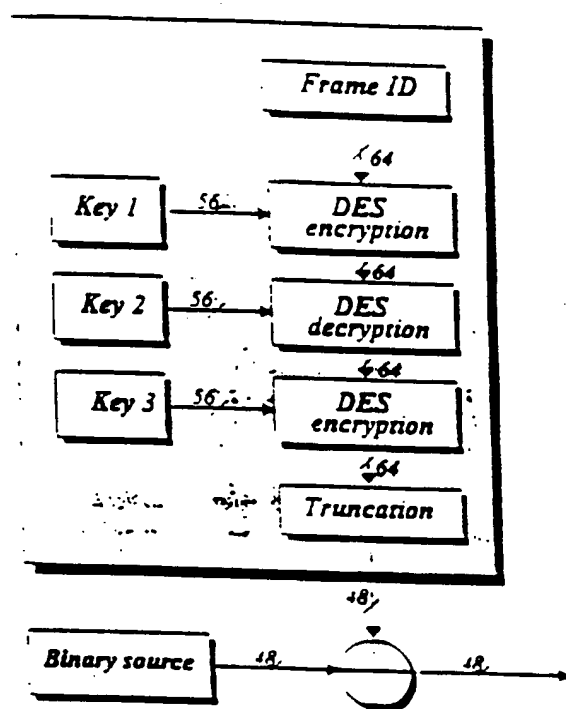 Frame ID
64
Key 1
56
DES
encryption
64
Key 2
56
DES
decryption
64
Key 3
56
DES
encryption
64
Truncation
48
Binary source
48
48